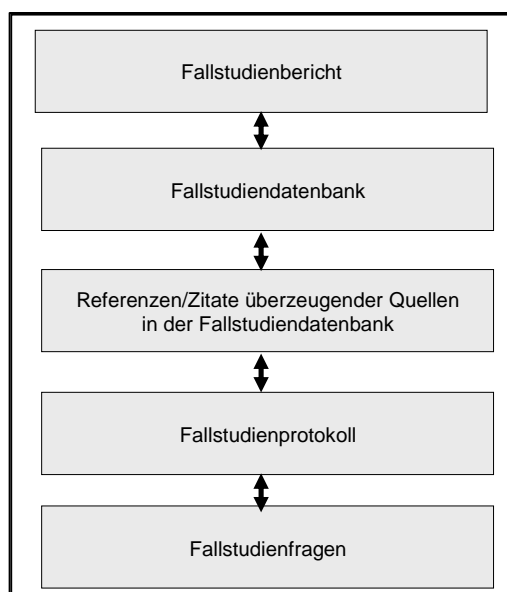 Fallstudienbericht
Fallstudiendatenbank
Referenzen/Zitate überzeugender Quellen
in der Fallstudiendatenbank
Fallstudienprotokoll
Fallstudienfragen